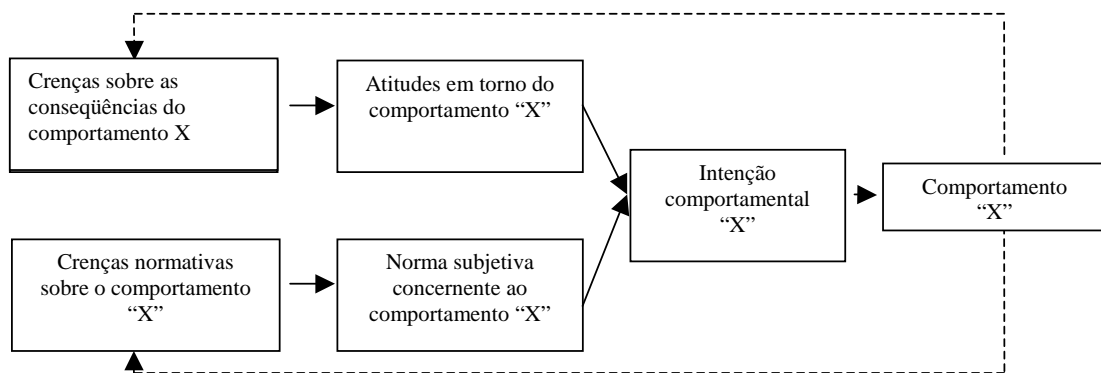 Crenças sobre as
conseqüências do
comportamento X
Atitudes em torno do
comportamento “X”
Intenção
comportamental
“X”
Comportamento
“X”
Crenças normativas
sobre o comportamento
“X”
Norma subjetiva
concernente ao
comportamento “X”